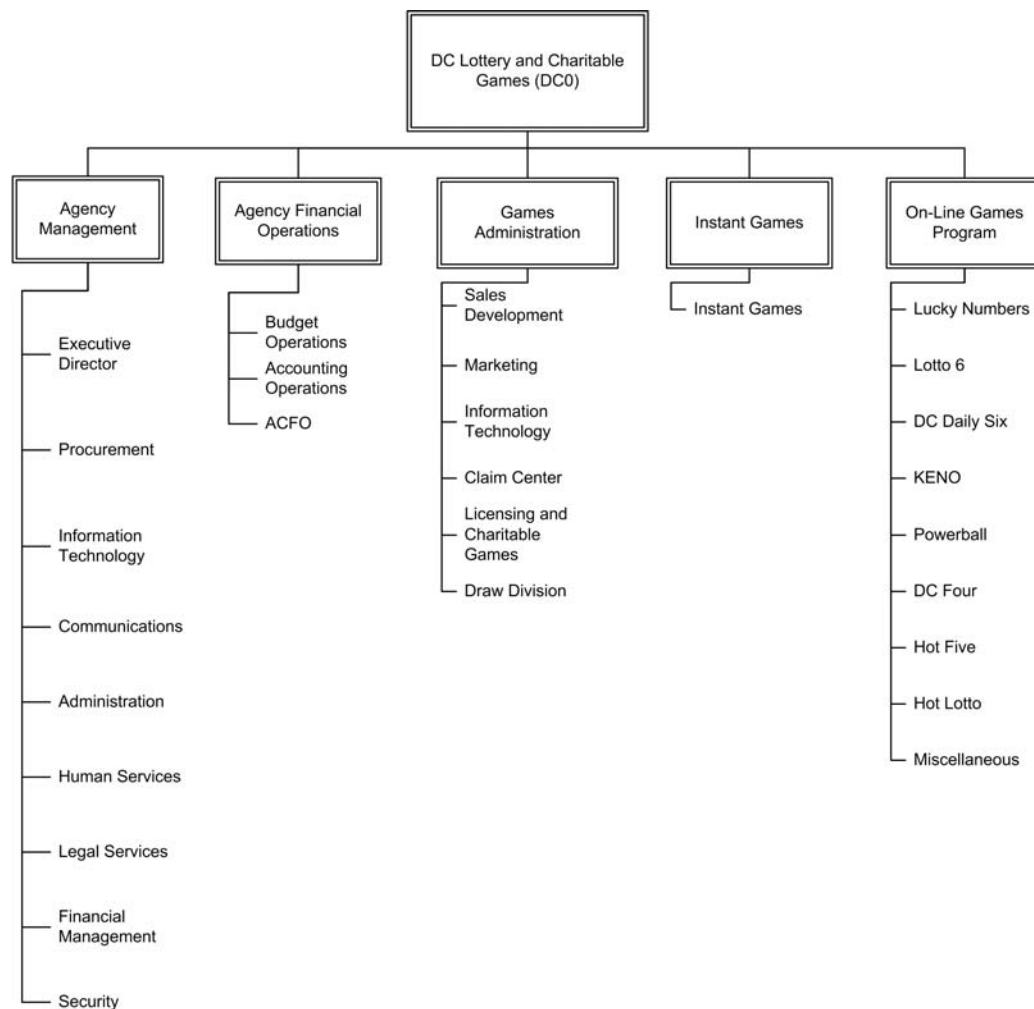 DC Lottery and Charitable
Games (DC0)
Agency
Management
Agency Financial
Operations
Games
Administration
Instant Games
On-Line Games
Program
Executive
Director
Procurement
Information
Technology
Communications
Administration
Human Services
Legal Services
Financial
Management
Security
Budget
Operations
Accounting
Operations
ACFO
Sales
Development
Marketing
Information
Technology
Claim Center
Licensing and
Charitable
Games
Draw Division
Instant Games
Lucky Numbers
Lotto 6
DC Daily Six
KENO
Powerball
DC Four
Hot Five
Hot Lotto
Miscellaneous